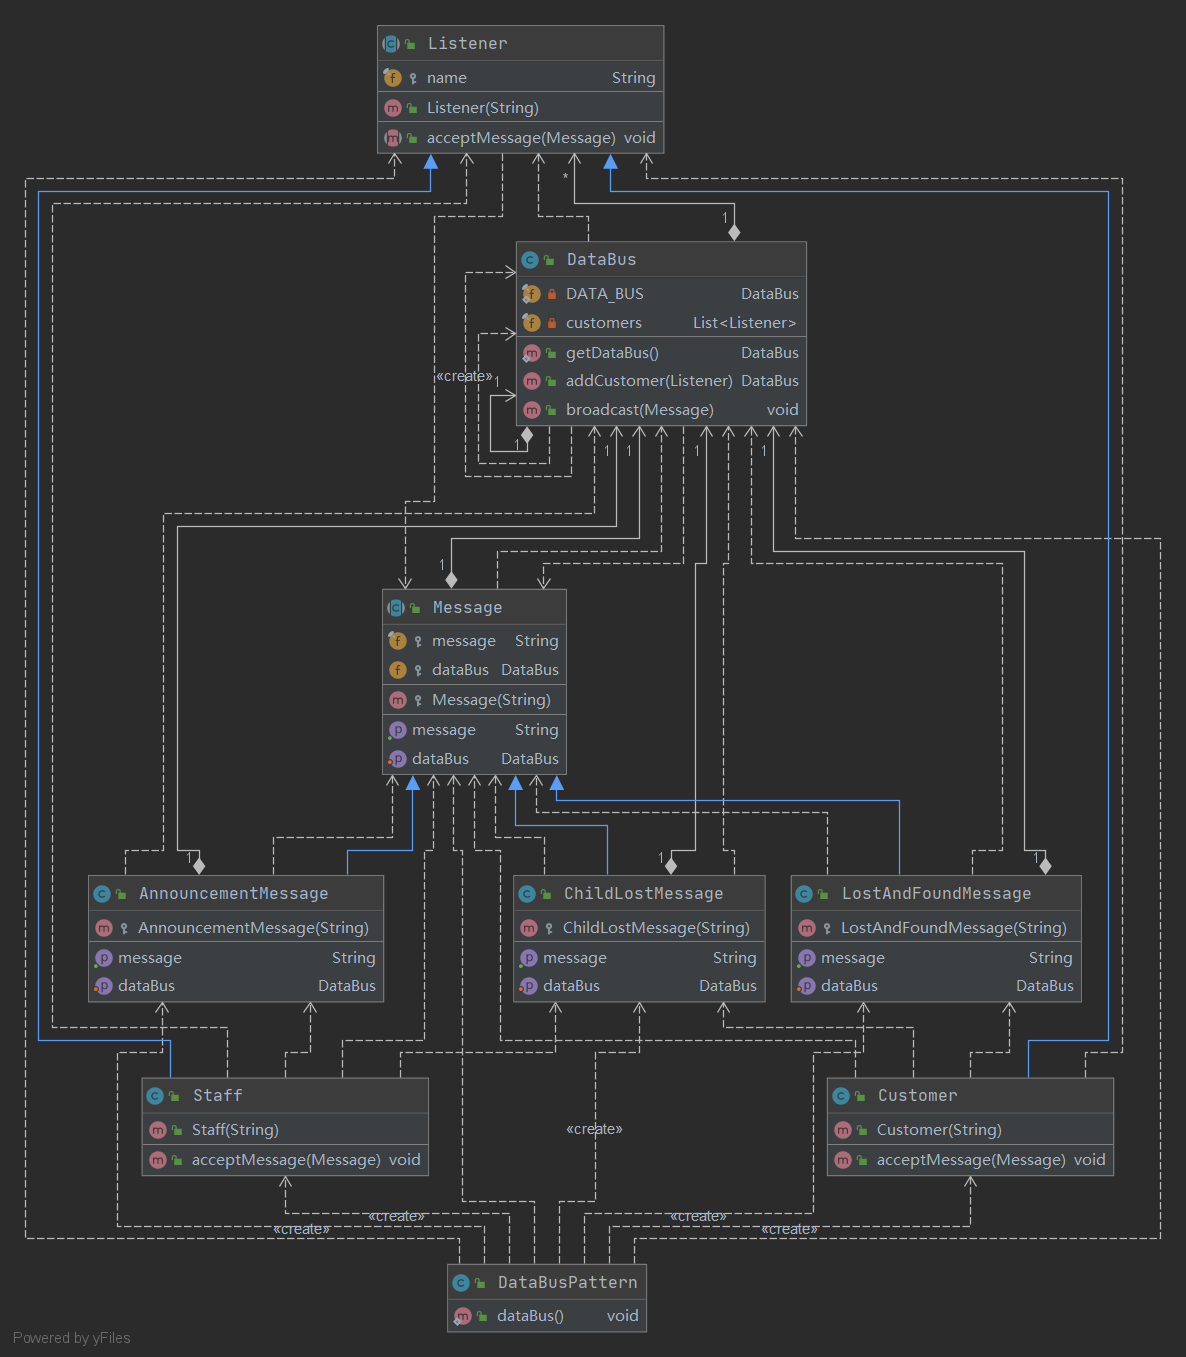 Listener
name String
Listener(String)
acceptMessage(Message) void
*
1
DataBus
DATA_BUS DataBus
customers List<Listener>
getDataBus() DataBus
«create» 1
addCustomer(Listener) DataBus
broadcast(Message) void
1
1 1 1 1
1
Message
message String
dataBus DataBus
Message(String)
message String
dataBus DataBus
1 1 1
AnnouncementMessage
AnnouncementMessage(String)
message String
dataBus DataBus
ChildLostMessage
ChildLostMessage(String)
message String
dataBus DataBus
LostAndFoundMessage
LostAndFoundMessage(String)
message String
dataBus DataBus
Staff
Staff(String)
acceptMessage(Message) void
«create»
Customer
Customer(String)
acceptMessage(Message) void
«create» «create»
«create» «create»
DataBusPattern
dataBus() void
Powered by yFiles